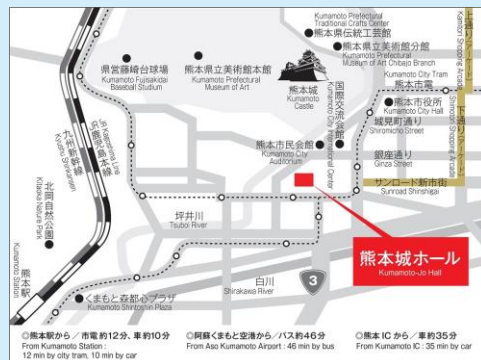 Kumamoto Prefectural
Traditional Crafts Center
熊本県伝統工芸館
熊本県立美術館分館
Kumamoto Prefectural
Museum of Art Chibajo Branch
上通り(アーケード)
Kamitori Shopping Arcade
県営藤崎台球場
Kumamoto Fujisakidai
Baseball Studium
熊本県立美術館本館
Kumamoto Prefectural
Museum of Art
熊本城
Kumamoto
Castle
国際交流会館
Kumamoto City International Center
Kumamoto City Tram
熊本市電
熊本市役所
Kumamoto City Hall
城見町通り
Shiromicho Street
下通り(アーケード)
Shimotori Shopping Arcade
銀座通り
Ginza Street
サンロード新市街
Sunroad Shinshigai
熊本市民会館
Kumamoto City
Auditorium
JR Kagoshima Line
JR鹿児島本線
九州新幹線
Kyushu Shinkansen
北岡自然公園
Kitaoka Nature Park
熊本駅
Kumamoto Station
坪井川
Tsuboi River
白川
Shirakawa River
3
熊本城ホール
Kumamoto-Jo Hall
くまもと森都心プラザ
Kumamoto Shintoshin Plaza
◎熊本駅から/市電約12分、車約10分
From Kumamoto Station :
12 min by city tram, 10 min by car
◎阿蘇くまもと空港から/バス約46分
From Aso Kumamoto Airport : 46 min by bus
◎熊本ICから/車約35分
From Kumamoto IC : 35 min by car